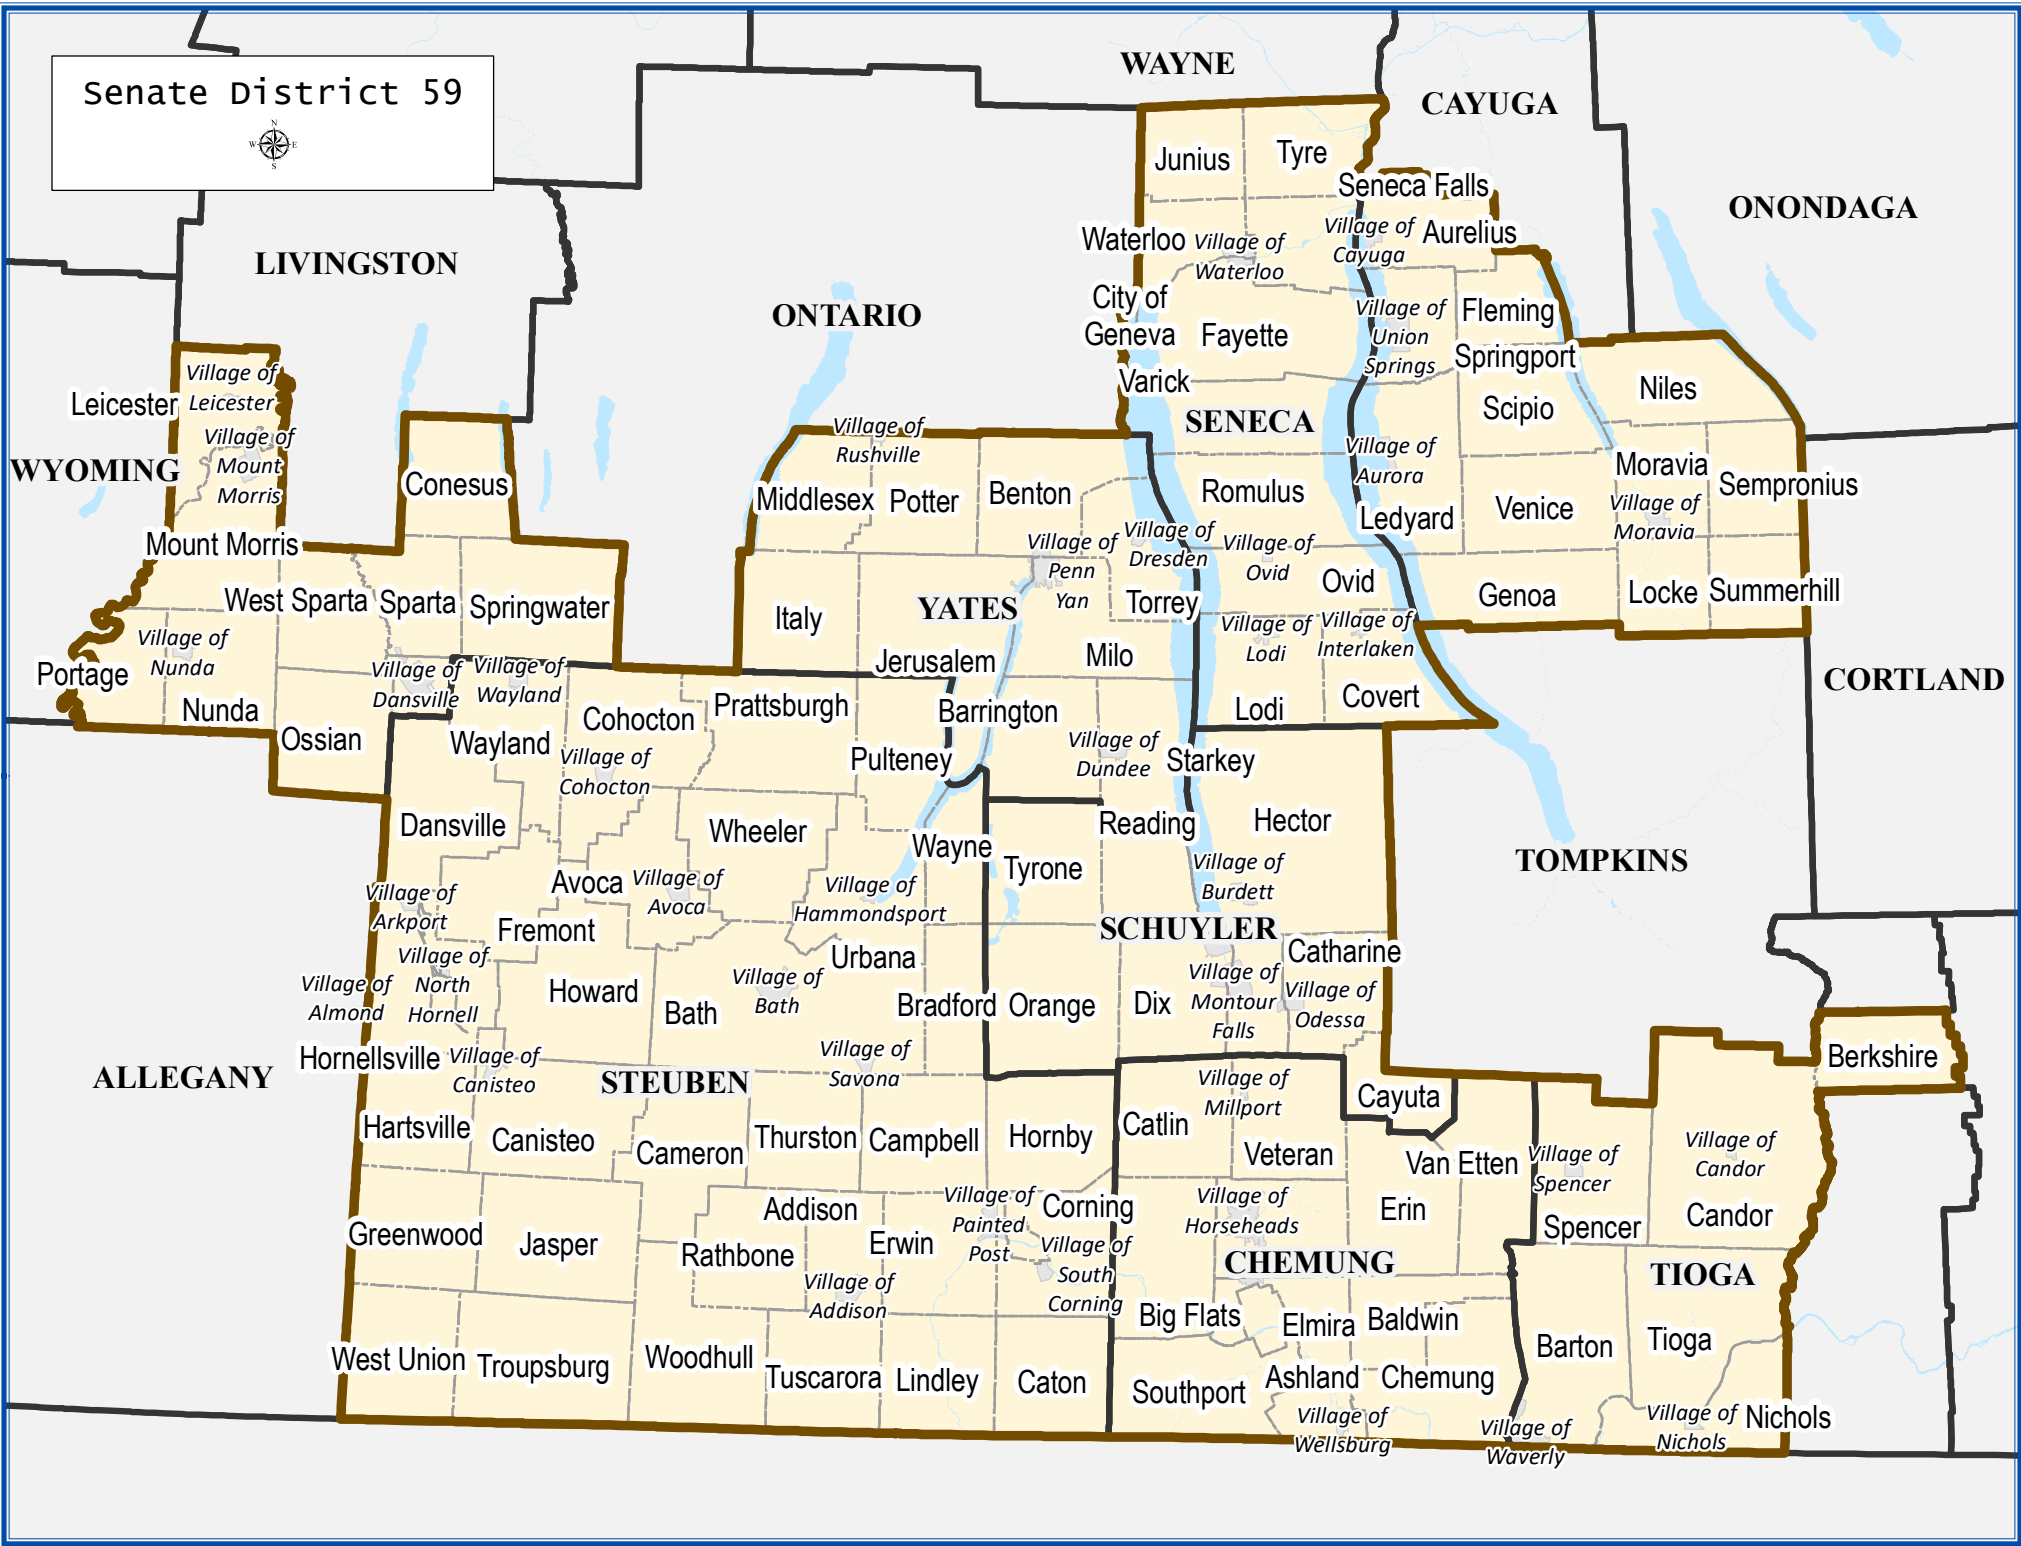 Senate District 59
N
W
E
S
WAYNE
CAYUGA
ONONDAGA
LIVINGSTON
ONTARIO
WYOMING
SENECA
YATES
CORTLAND
TOMPKINS
SCHUYLER
STEUBEN
ALLEGANY
CHEMUNG
TIOGA
Junius
Tyre
Seneca Falls
Waterloo
Village of
Waterloo
Village of
Cayuga
Aurelius
City of
Geneva
Fayette
Village of
Union
Springs
Fleming
Springport
Varick
Niles
Scipio
Leicester
Village of
Leicester
Village of
Mount
Morris
Conesus
Village of
Rushville
Middlesex
Potter
Benton
Romulus
Village of
Aurora
Ledyard
Venice
Moravia
Village of
Moravia
Sempronius
Mount Morris
West Sparta
Sparta
Springwater
Italy
Village of
Penn
Yan
Village of
Dresden
Torrey
Village of
Ovid
Ovid
Genoa
Locke
Summerhill
Portage
Village of
Nunda
Nunda
Ossian
Village of
Dansville
Village of
Wayland
Jerusalem
Milo
Village of
Lodi
Village of
Interlaken
Lodi
Covert
Wayland
Cohocton
Village of
Cohocton
Prattsburgh
Pulteney
Barrington
Village of
Dundee
Starkey
Dansville
Wheeler
Wayne
Tyrone
Reading
Hector
Village of
Burdett
Village of
Arkport
Avoca
Village of
Avoca
Village of
Hammondsport
Fremont
Urbana
Catharine
Village of
North
Hornell
Village of
Almond
Howard
Bath
Village of
Bath
Bradford
Orange
Dix
Village of
Montour
Falls
Village of
Odessa
Hornellsville
Village of
Canisteo
Village of
Savona
Berkshire
Village of
Millport
Cayuta
Hartsville
Canisteo
Cameron
Thurston
Campbell
Hornby
Catlin
Veteran
Van Etten
Village of
Spencer
Village of
Candor
Greenwood
Jasper
Rathbone
Addison
Erwin
Village of
Painted
Post
Corning
Village of
South
Corning
Village of
Horseheads
Erin
Spencer
Candor
Village of
Addison
Big Flats
Elmira
Baldwin
Barton
Tioga
West Union
Troupsburg
Woodhull
Tuscarora
Lindley
Caton
Southport
Ashland
Chemung
Village of
Wellsburg
Village of
Waverly
Village of
Nichols
Nichols